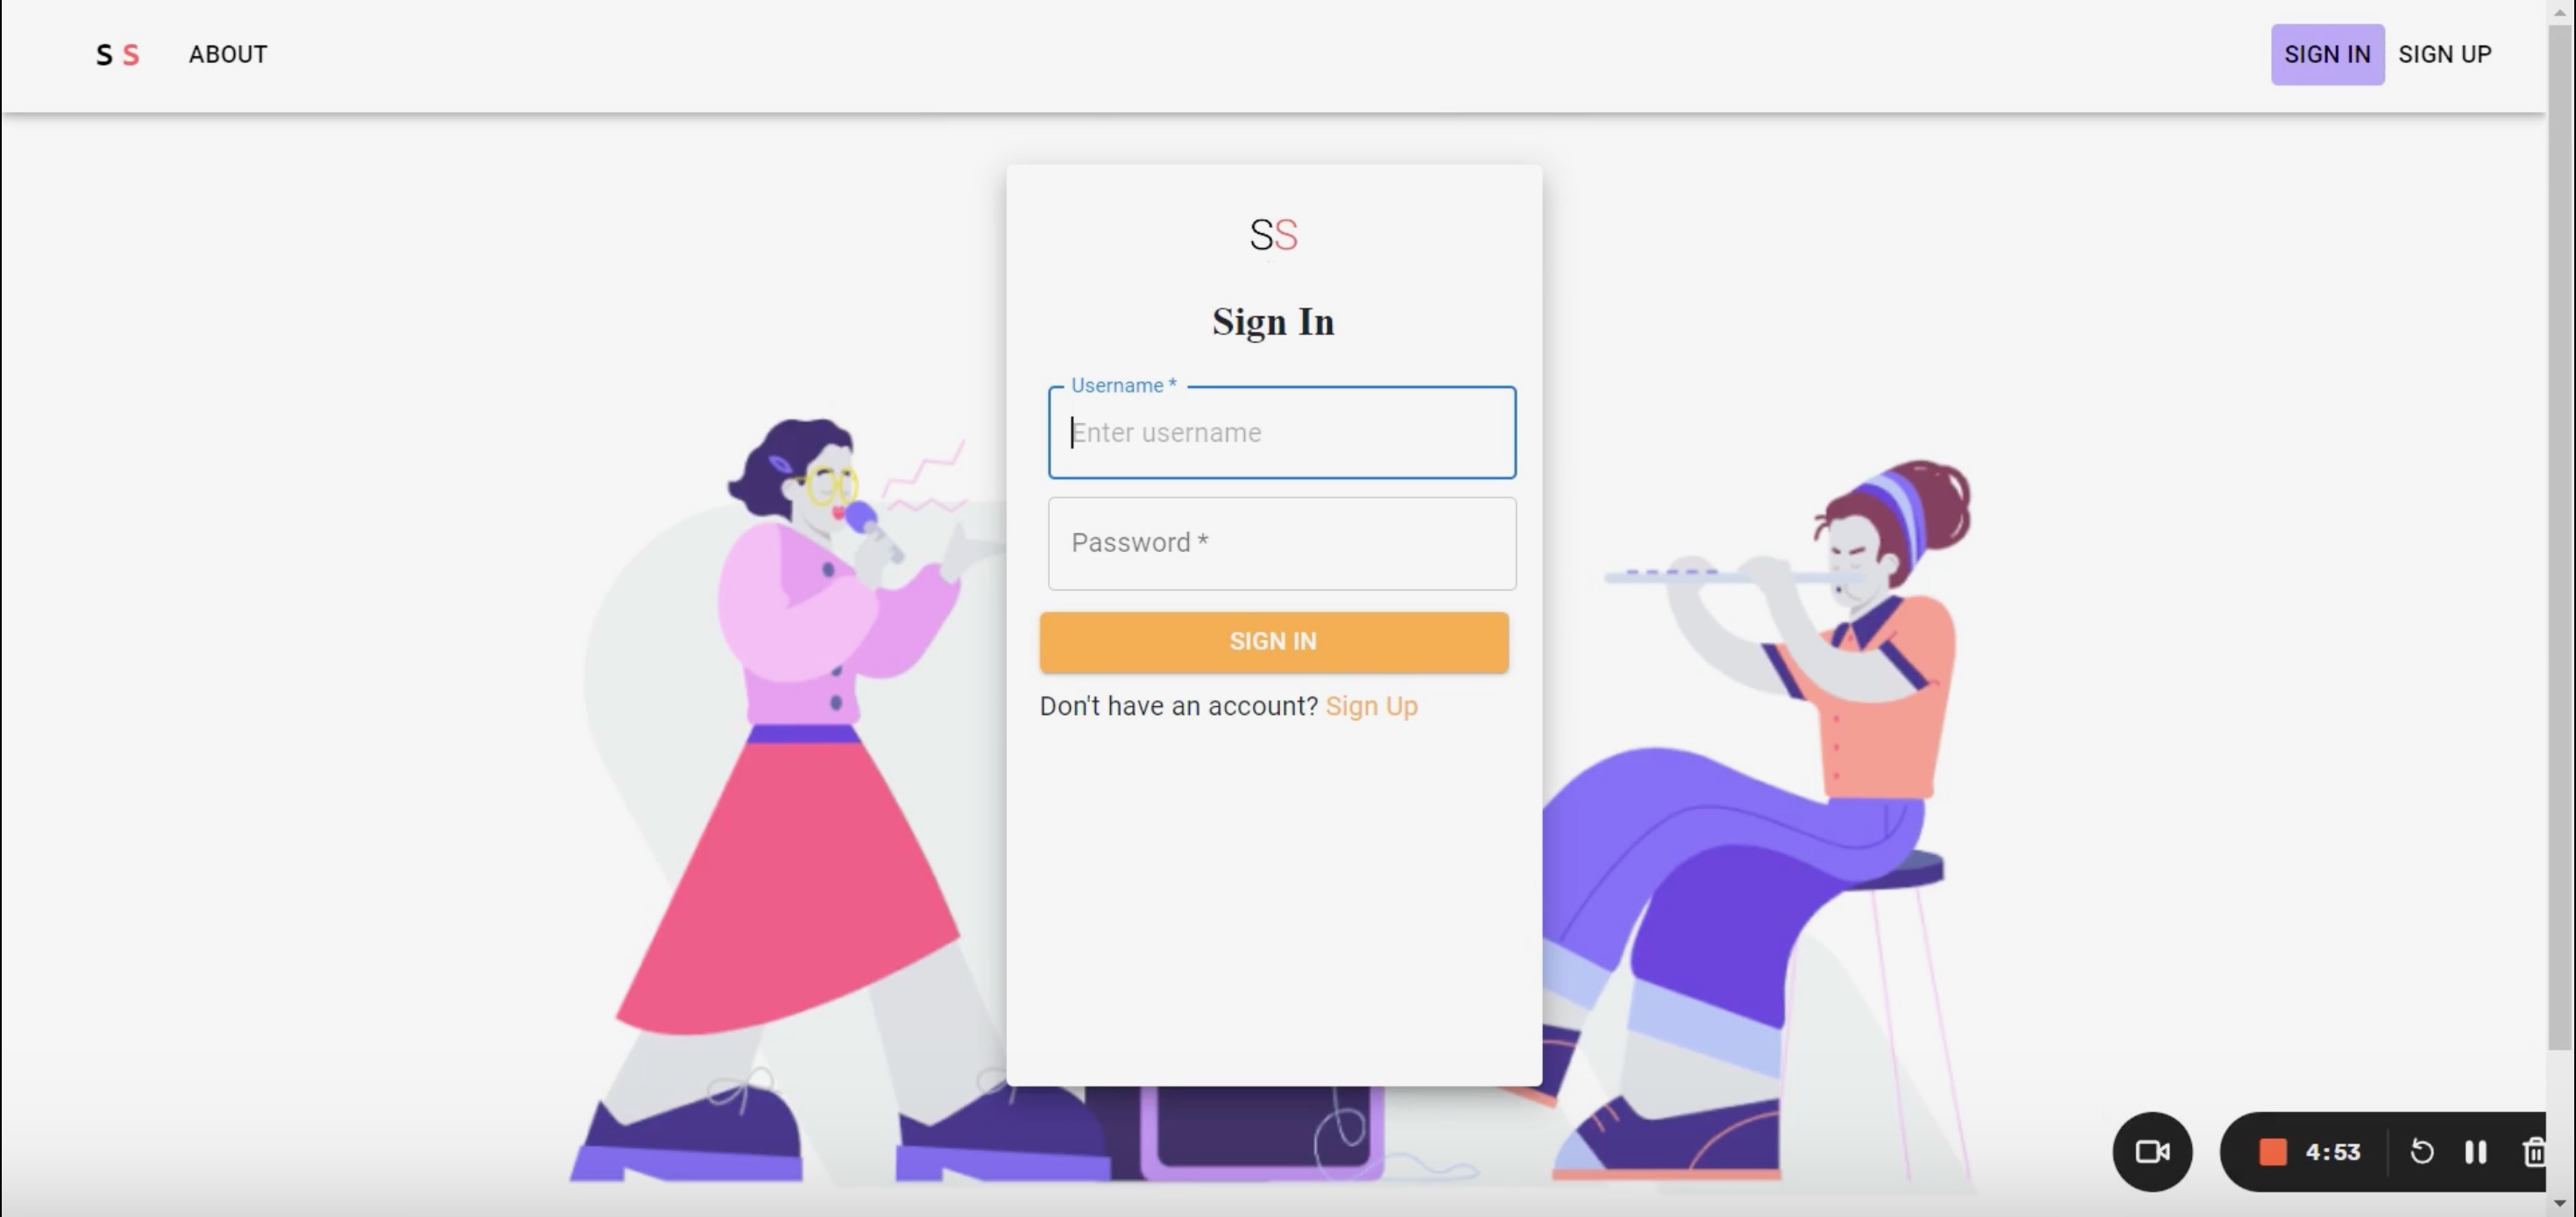 S S ABOUT SIGN IN SIGN UP
SS
Sign In
Username *
Enter username
Password *
SIGN IN
Don't have an account? Sign Up
4:53